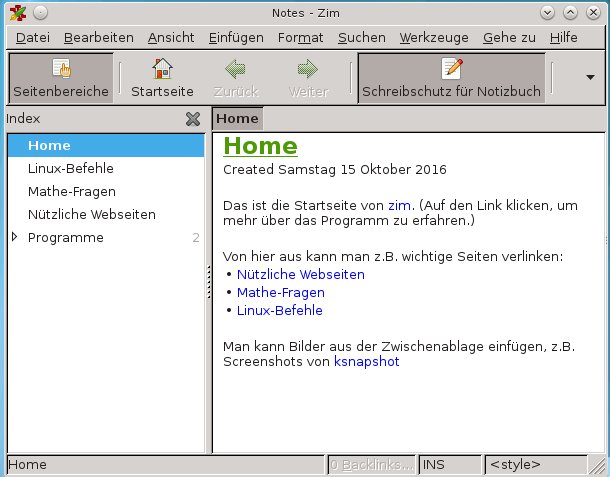 Notes - Zim
Datei Bearbeiten Ansicht Einfügen Format Suchen Werkzeuge Gehe zu Hilfe
Seitenbereiche Startseite Zurück Weiter Schreibschutz für Notizbuch
Index
Home
Home
Linux-Befehle
Mathe-Fragen
Nützliche Webseiten
Programme 2
Home
Created Samstag 15 Oktober 2016
Das ist die Startseite von zim. (Auf den Link klicken, um
mehr über das Programm zu erfahren.)
Von hier aus kann man z.B. wichtige Seiten verlinken:
• Nützliche Webseiten
• Mathe-Fragen
• Linux-Befehle
Man kann Bilder aus der Zwischenablage einfügen, z.B.
Screenshots von ksnapshot
Home 0 Backlinks... INS <style>